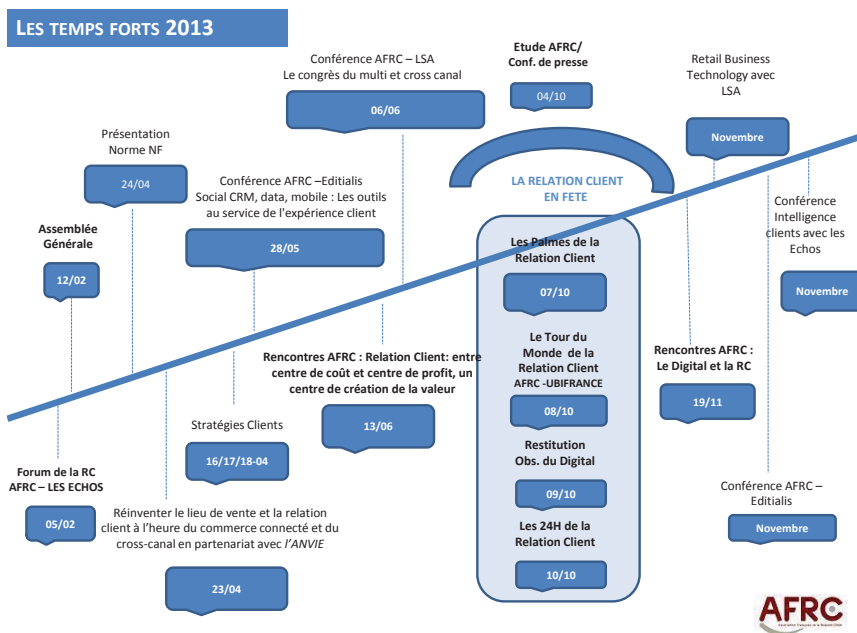 LES TEMPS FORTS 2013
Conférence AFRC – LSA
Le congrès du multi et cross canal
06/06
Etude AFRC/
Conf. de presse
04/10
Retail Business
Technology avec
LSA
Novembre
Présentation
Norme NF
24/04
Conférence AFRC –Editialis
Social CRM, data, mobile : Les outils
au service de l'expérience client
28/05
LA RELATION CLIENT
EN FETE
Assemblée
Générale
12/02
Conférence
Intelligence
clients avec les
Echos
Novembre
Les Palmes de la
Relation Client
07/10
Le Tour du
Monde de la
Relation Client
AFRC -UBIFRANCE
08/10
Restitution
Obs. du Digital
09/10
Les 24H de la
Relation Client
10/10
Rencontres AFRC : Relation Client: entre
centre de coût et centre de profit, un
centre de création de la valeur
13/06
Rencontres AFRC :
Le Digital et la RC
19/11
Stratégies Clients
16/17/18-04
Forum de la RC
AFRC – LES ECHOS
05/02
Réinventer le lieu de vente et la relation
client à l'heure du commerce connecté et du
cross-canal en partenariat avec l'ANVIE
23/04
Conférence AFRC –
Editialis
Novembre
AFRC